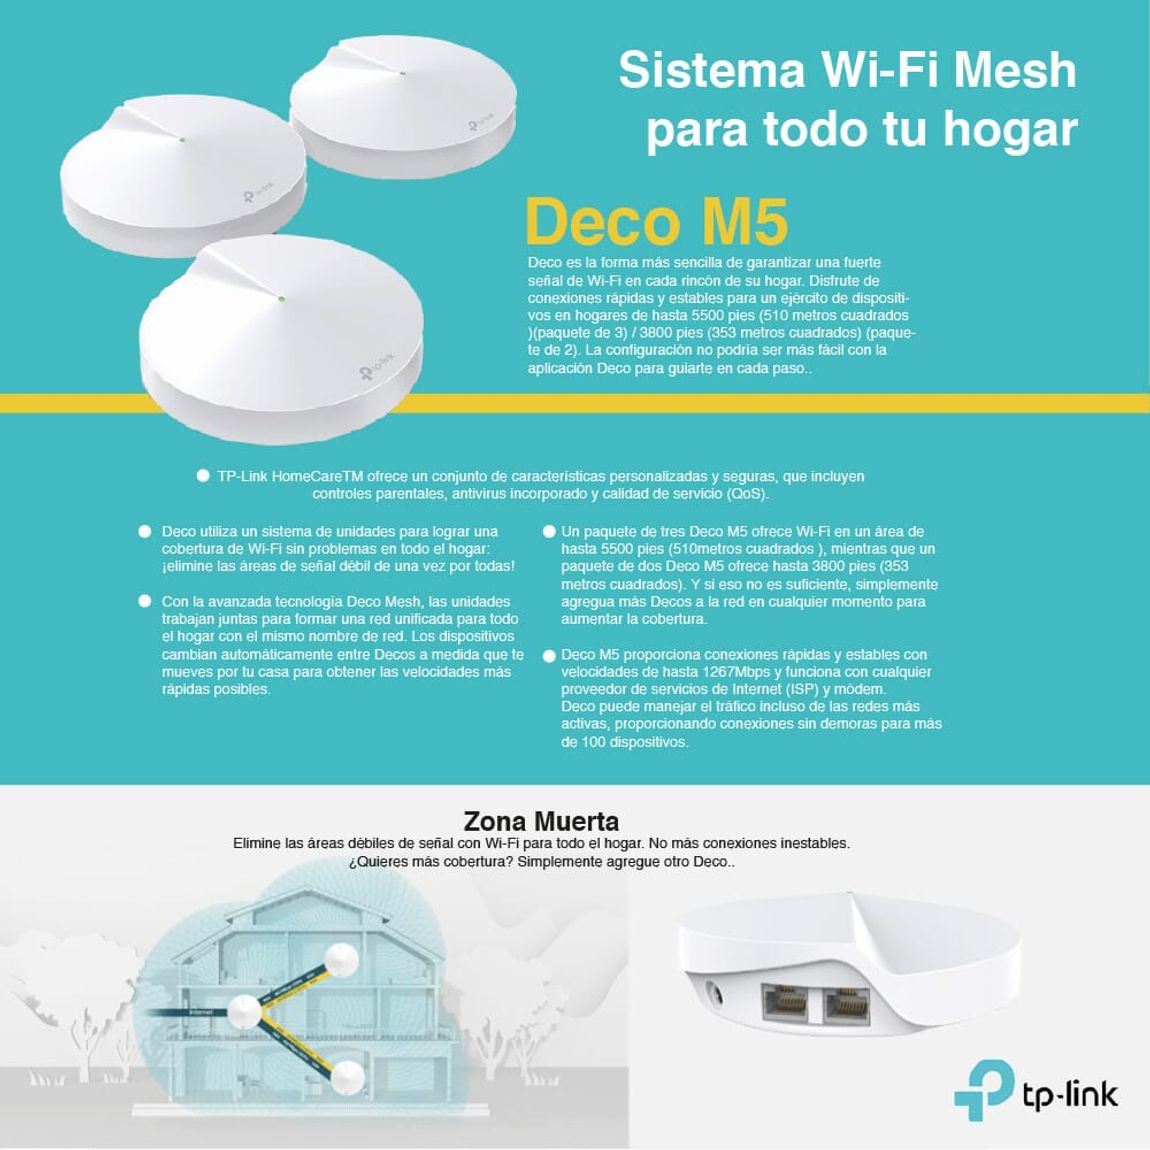 Sistema Wi-Fi Mesh
para todo tu hogar
tp-link
tp-link
tp-link
Deco M5
Deco es la forma más sencilla de garantizar una fuerte
señal de Wi-Fi en cada rincón de su hogar. Disfrute de
conexiones rápidas y estables para un ejército de dispositi-
vos en hogares de hasta 5500 pies (510 metros cuadrados
)(paquete de 3) / 3800 pies (353 metros cuadrados) (paque-
te de 2). La configuración no podría ser más fácil con la
aplicación Deco para guiarte en cada paso..
TP-Link HomeCareTM ofrece un conjunto de características personalizadas y seguras, que incluyen
controles parentales, antivirus incorporado y calidad de servicio (QoS).
Deco utiliza un sistema de unidades para lograr una
cobertura de Wi-Fi sin problemas en todo el hogar:
¡elimine las áreas de señal débil de una vez por todas!
Con la avanzada tecnología Deco Mesh, las unidades
trabajan juntas para formar una red unificada para todo
el hogar con el mismo nombre de red. Los dispositivos
cambian automáticamente entre Decos a medida que te
mueves por tu casa para obtener las velocidades más
rápidas posibles.
Un paquete de tres Deco M5 ofrece Wi-Fi en un área de
hasta 5500 pies (510metros cuadrados ), mientras que un
paquete de dos Deco M5 ofrece hasta 3800 pies (353
metros cuadrados). Y si eso no es suficiente, simplemente
agregua más Decos a la red en cualquier momento para
aumentar la cobertura.
Deco M5 proporciona conexiones rápidas y estables con
velocidades de hasta 1267Mbps y funciona con cualquier
proveedor de servicios de Internet (ISP) y módem.
Deco puede manejar el tráfico incluso de las redes más
activas, proporcionando conexiones sin demoras para más
de 100 dispositivos.
Zona Muerta
Elimine las áreas débiles de señal con Wi-Fi para todo el hogar. No más conexiones inestables.
¿Quieres más cobertura? Simplemente agregue otro Deco..
Internet
tp-link